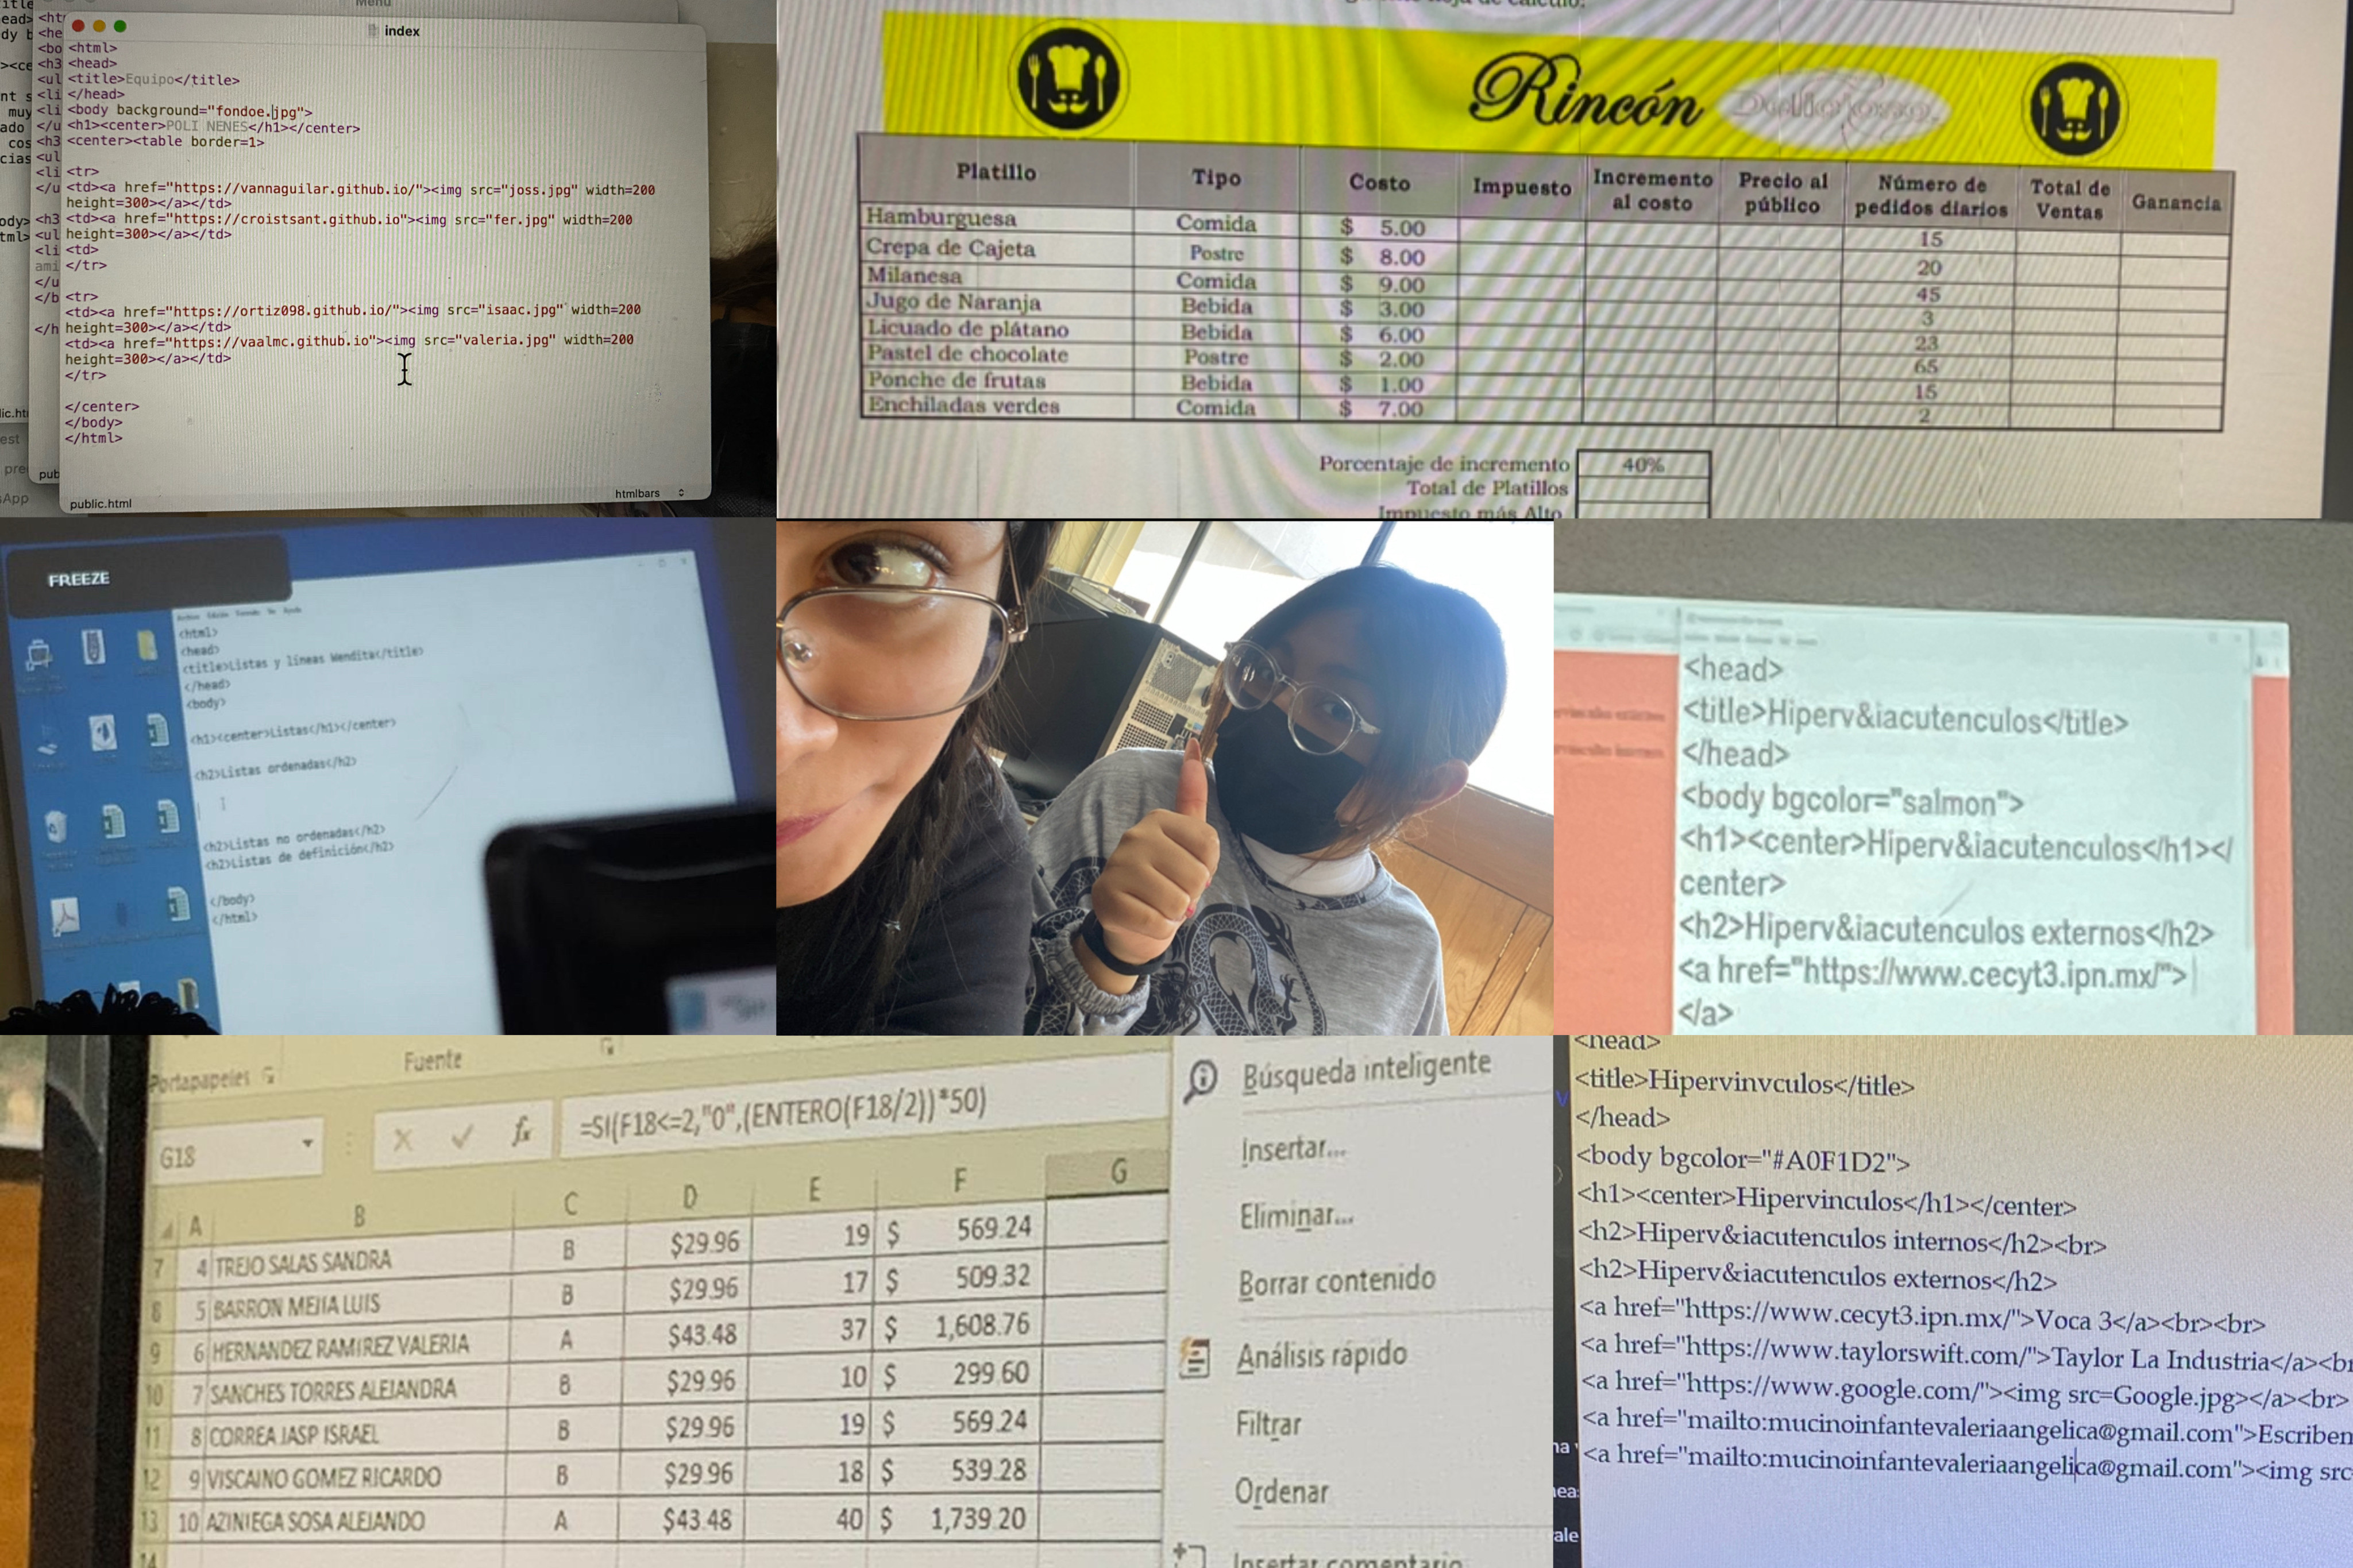 index
<html>
<head>
<title>Equipo</title>
</head>
<body background="fondoe.jpg">
<h1><center>POLI NENES</h1></center>
<h3><center><table border=1>
<tr>
<td><a href="https://vannaguilar.github.io/"><img src="joss.jpg" width=200
height=300></a></td>
<td><a href="https://croistsant.github.io"><img src="fer.jpg" width=200
height=300></a></td>
<td>
</tr>
<tr>
<td><a href="https://ortiz098.github.io/"><img src="isaac.jpg" width=200
height=300></a></td>
<td><a href="https://vaalmc.github.io"><img src="valeria.jpg" width=200
height=300></a></td>
</tr>
</center>
</body>
</html>
htmlbars
public.html
Rincón
Platillo Tipo Costo Impuesto Incremento al costo Precio al público Número de pedidos diarios Total de Ventas Ganancia
Hamburguesa Comida $ 5.00 15
Crepa de Cajeta Postre $ 8.00 20
Milanesa Comida $ 9.00 45
Jugo de Naranja Bebida $ 3.00 3
Licuado de plátano Bebida $ 6.00 23
Pastel de chocolate Postre $ 2.00 65
Ponche de frutas Bebida $ 1.00 15
Enchiladas verdes Comida $ 7.00 2
Porcentaje de incremento 40%
Total de Platillos
Impuesto más Alto
FREEZE
<html>
<head>
<title>Listas y líneas Wendita</title>
</head>
<body>
<h1><center>Listas</h1></center>
<h2>Listas ordenadas</h2>
<h2>Listas no ordenadas</h2>
<h2>Listas de definición</h2>
</body>
</html>
<head>
<title>Hiperv&iacutenculos</title>
</head>
<body bgcolor="salmon">
<h1><center>Hiperv&iacutenculos</h1></
center>
<h2>Hiperv&iacutenculos externos</h2>
<a href="https://www.cecyt3.ipn.mx/">
</a>
Portapapeles Fuente
G18 fx =SI(F18<=2,"0",(ENTERO(F18/2))*50)
A B C D E F G
7 4 TREJO SALAS SANDRA B $29.96 19 $ 569.24
8 5 BARRON MEJIA LUIS B $29.96 17 $ 509.32
9 6 HERNANDEZ RAMIREZ VALERIA A $43.48 37 $ 1,608.76
10 7 SANCHES TORRES ALEJANDRA B $29.96 10 $ 299.60
11 8 CORREA JASP ISRAEL B $29.96 19 $ 569.24
12 9 VISCAINO GOMEZ RICARDO B $29.96 18 $ 539.28
13 10 AZINIEGA SOSA ALEJANDO A $43.48 40 $ 1,739.20
14
Búsqueda inteligente
Insertar...
Eliminar...
Borrar contenido
Análisis rápido
Filtrar
Ordenar
Insertar comentario
<head>
<title>Hipervinvculos</title>
</head>
<body bgcolor="#A0F1D2">
<h1><center>Hipervinculos</h1></center>
<h2>Hiperv&iacutenculos internos</h2><br>
<h2>Hiperv&iacutenculos externos</h2>
<a href="https://www.cecyt3.ipn.mx/">Voca 3</a><br><br>
<a href="https://www.taylorswift.com/">Taylor La Industria</a><br
<a href="https://www.google.com/"><img src=Google.jpg></a><br>
<a href="mailto:mucinoinfantevaleriaangelica@gmail.com">Escriben
<a href="mailto:mucinoinfantevaleriaangelica@gmail.com"><img src